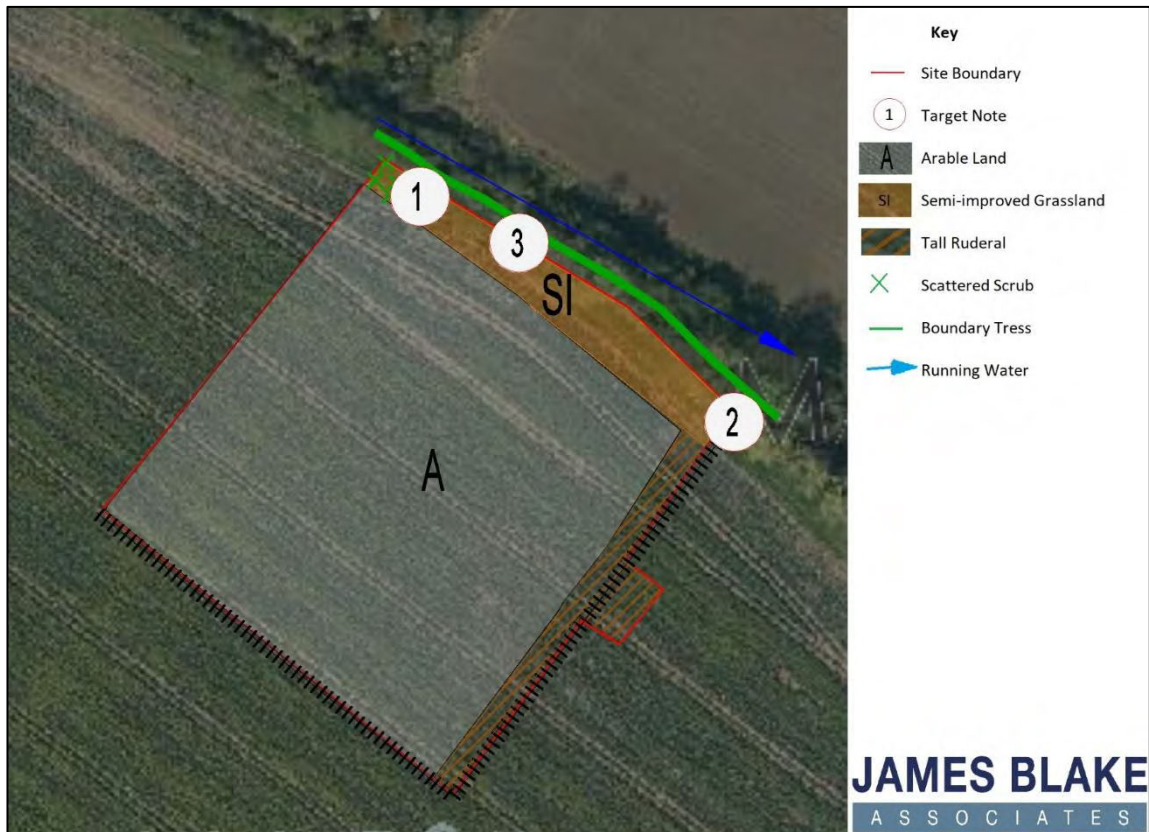 1
3
SI
2
A
Key
Site Boundary
1
Target Note
A
Arable Land
SI
Semi-improved Grassland
Tall Ruderal
Scattered Scrub
Boundary Tress
Running Water
JAMES BLAKE
ASSOCIATES